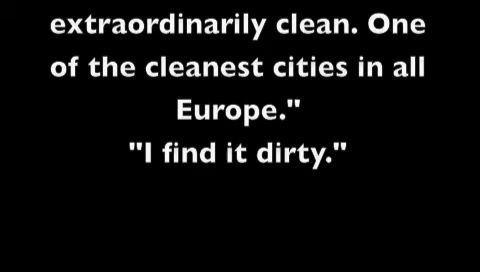 extraordinarily clean. One
of the cleanest cities in all
Europe."
"I find it dirty."